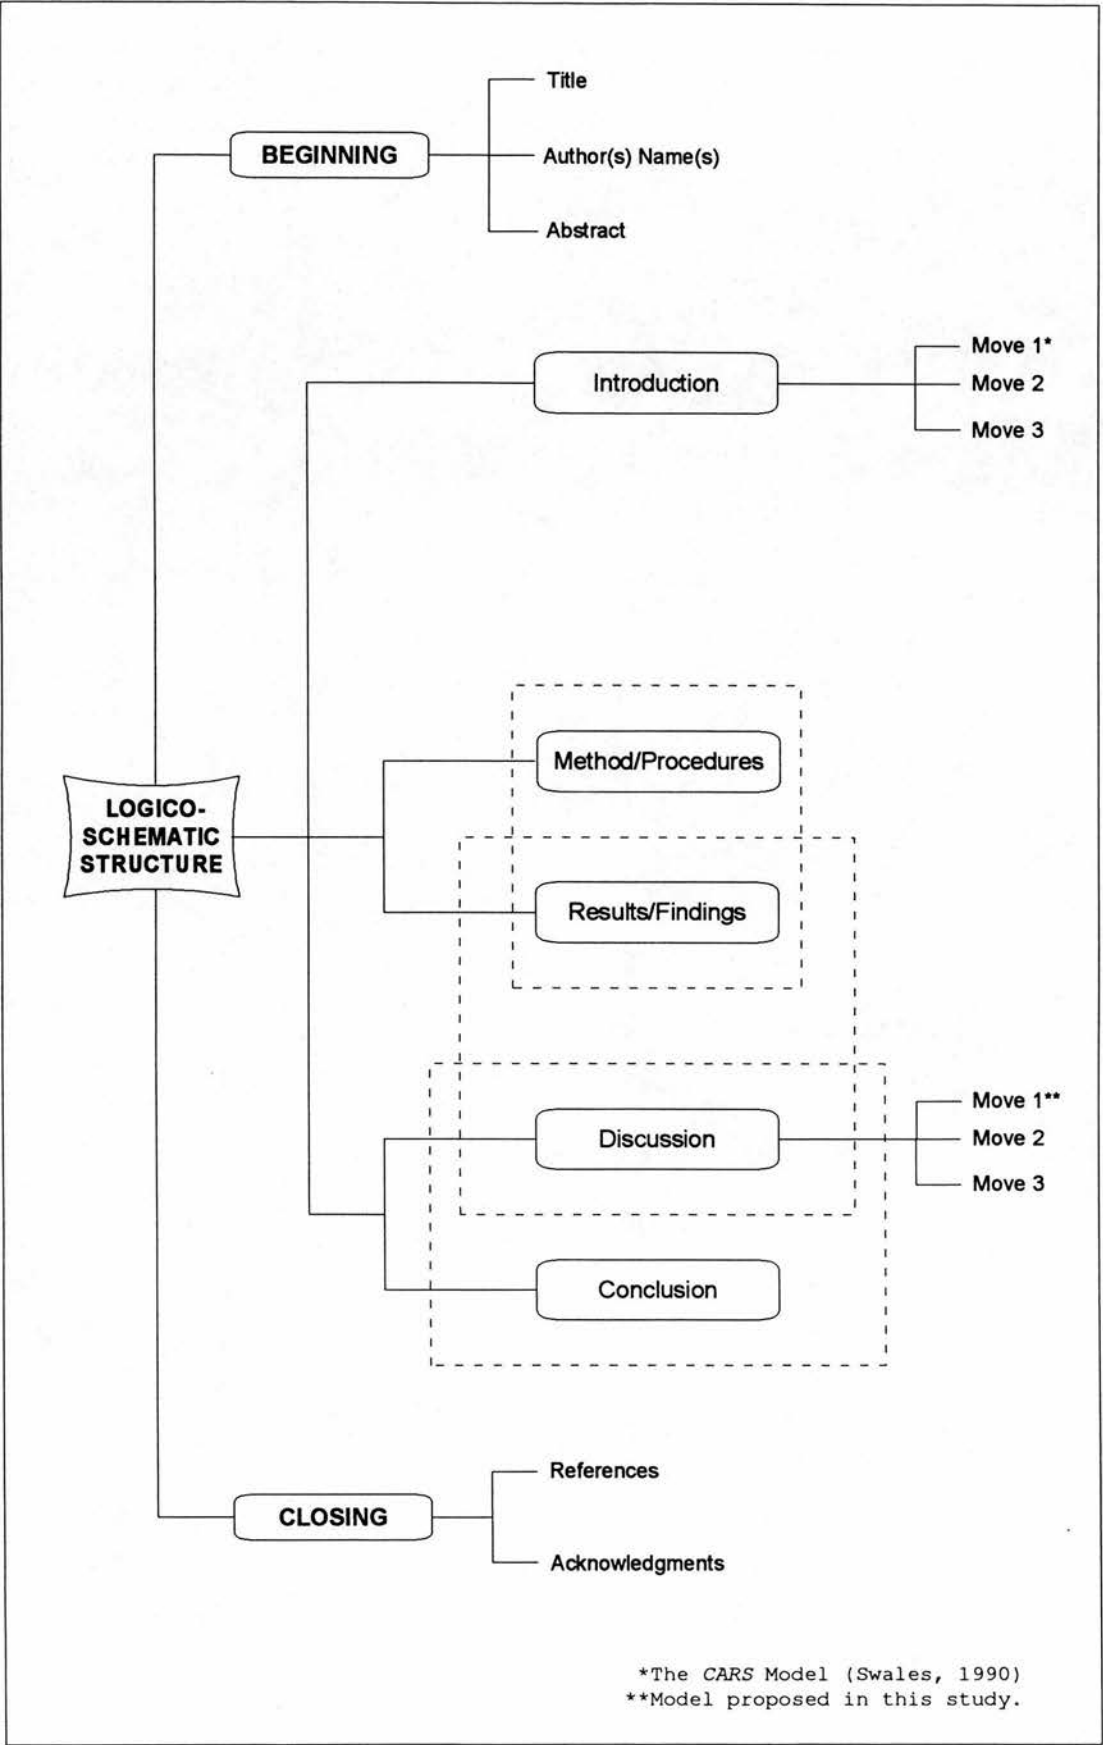 Title
BEGINNING
Author(s) Name(s)
Abstract
Introduction
Move 1*
Move 2
Move 3
Method/Procedures
LOGICO-
SCHEMATIC
STRUCTURE
Results/Findings
Discussion
Move 1**
Move 2
Move 3
Conclusion
References
CLOSING
Acknowledgments
*The CARS Model (Swales, 1990)
**Model proposed in this study.